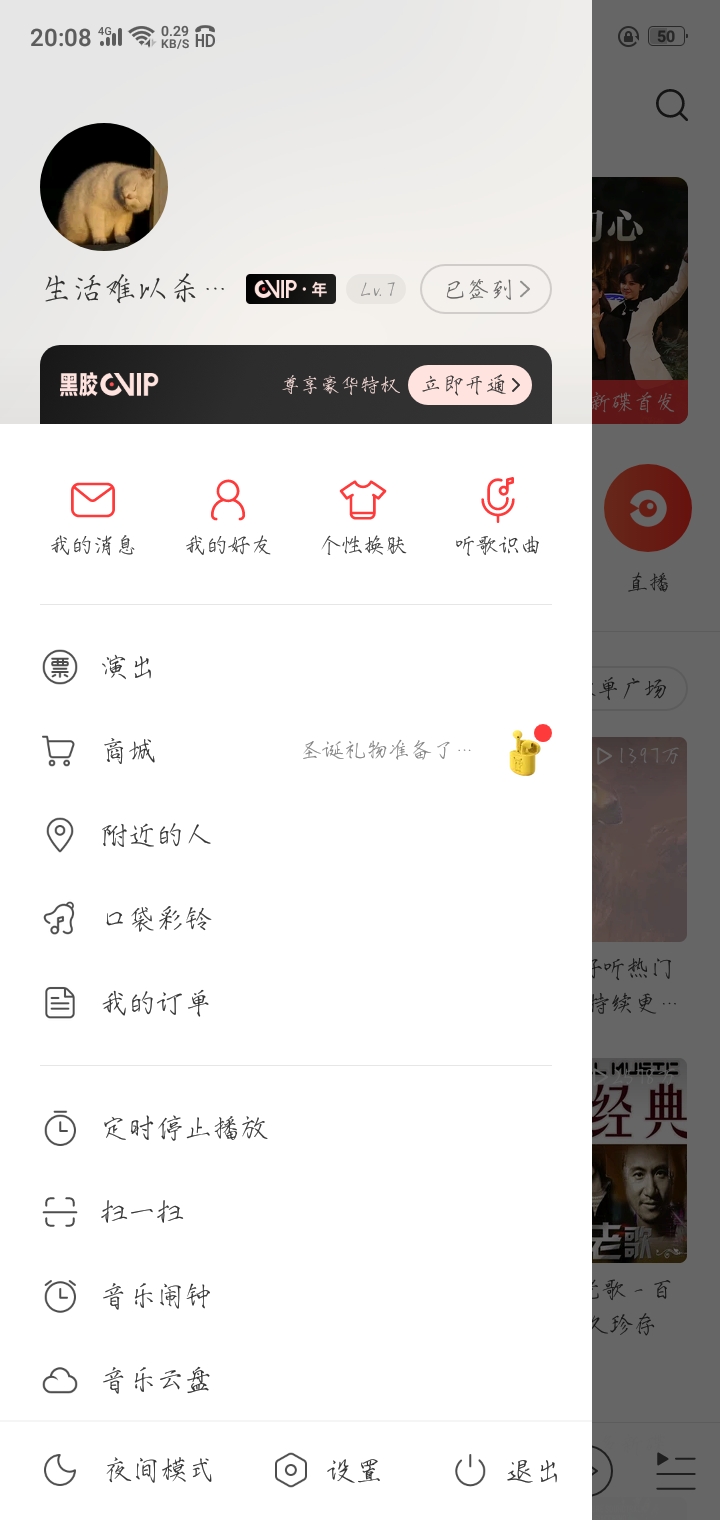 20:08 4G 0.29 KB/S HD 50
初心
生活难以杀… VIP·年 Lv.7 已签到
黑胶VIP 尊享豪华特权 立即开通
新碟首发
我的消息 我的好友 个性换肤 听歌识曲
直播
票 演出
单广场
商城 圣诞礼物准备了…
1397万
附近的人
口袋彩铃
好听热门
我的订单
持续更…
MUSIC
经典
定时停止播放
扫一扫
老歌
音乐闹钟
老歌-百
久珍存
音乐云盘
夜间模式 设置 退出